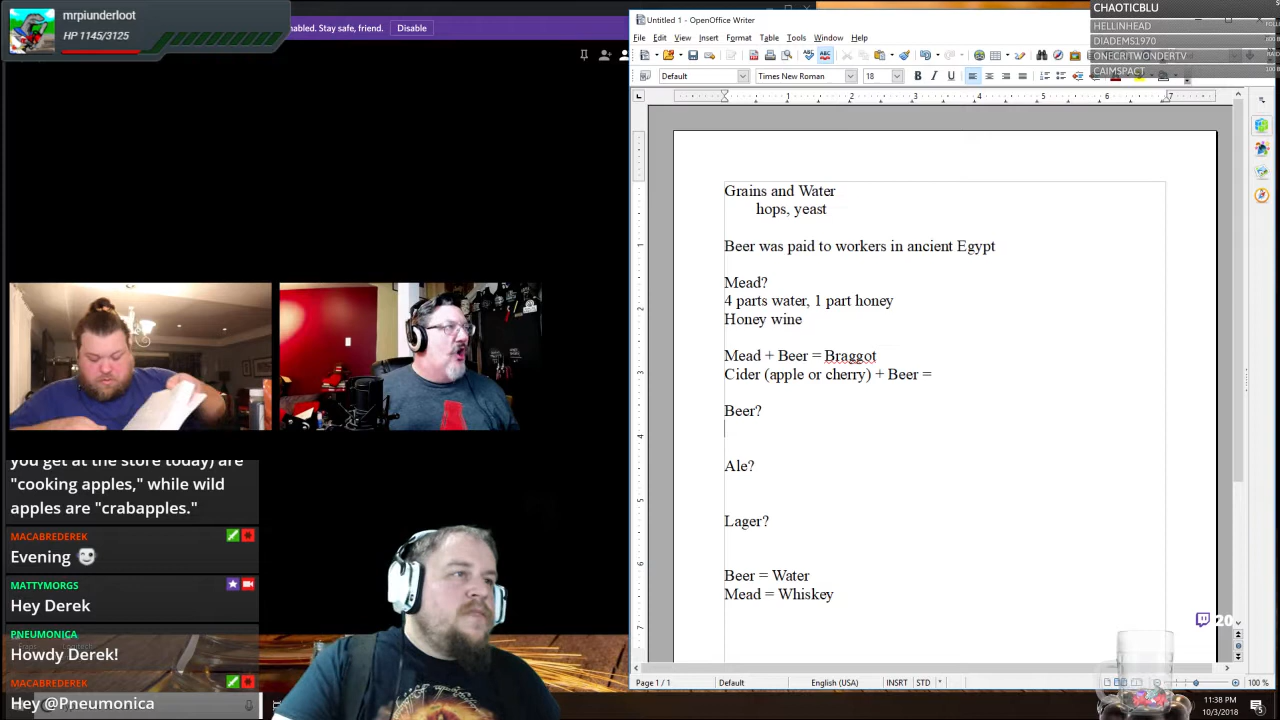 mrpiunderloot
HP 1145/3125
nabled. Stay safe, friend.
Disable
Untitled 1 - OpenOffice Writer
File Edit View Insert Format Table Tools Window Help
Default
Times New Roman
18
CHAOTICBLU
HELLINHEAD
DIADEMS1970
ONECRITWONDERTV
CAIMSPACT
Grains and Water
hops, yeast
Beer was paid to workers in ancient Egypt
Mead?
4 parts water, 1 part honey
Honey wine
Mead + Beer = Braggot
Cider (apple or cherry) + Beer =
Beer?
Ale?
Lager?
Beer = Water
Mead = Whiskey
you get at the store today) are
"cooking apples," while wild
apples are "crabapples."
MACABREDEREK
Evening
MATTYMORGS
Hey Derek
PNEUMONICA
Howdy Derek!
MACABREDEREK
Hey @Pneumonica
20
Page 1 / 1
Default
English (USA)
INSRT
STD
*
100 %
11:38 PM
10/3/2018